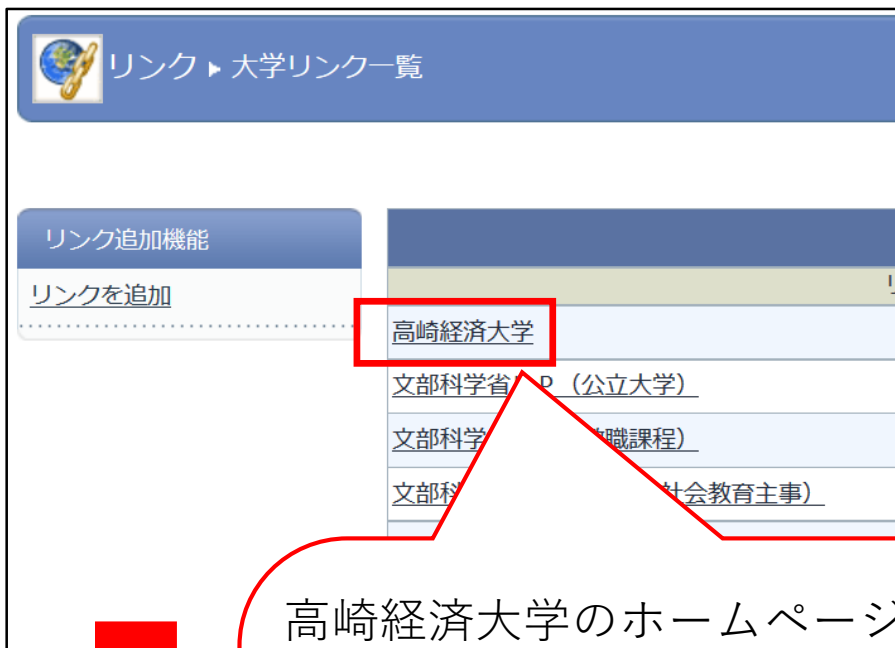 リンク ▸ 大学リンク一覧
リンク追加機能
リンクを追加
高崎経済大学
文部科学省 P（公立大学）
文部科学 職課程）
文部科 社会教育主事）
高崎経済大学のホームページ